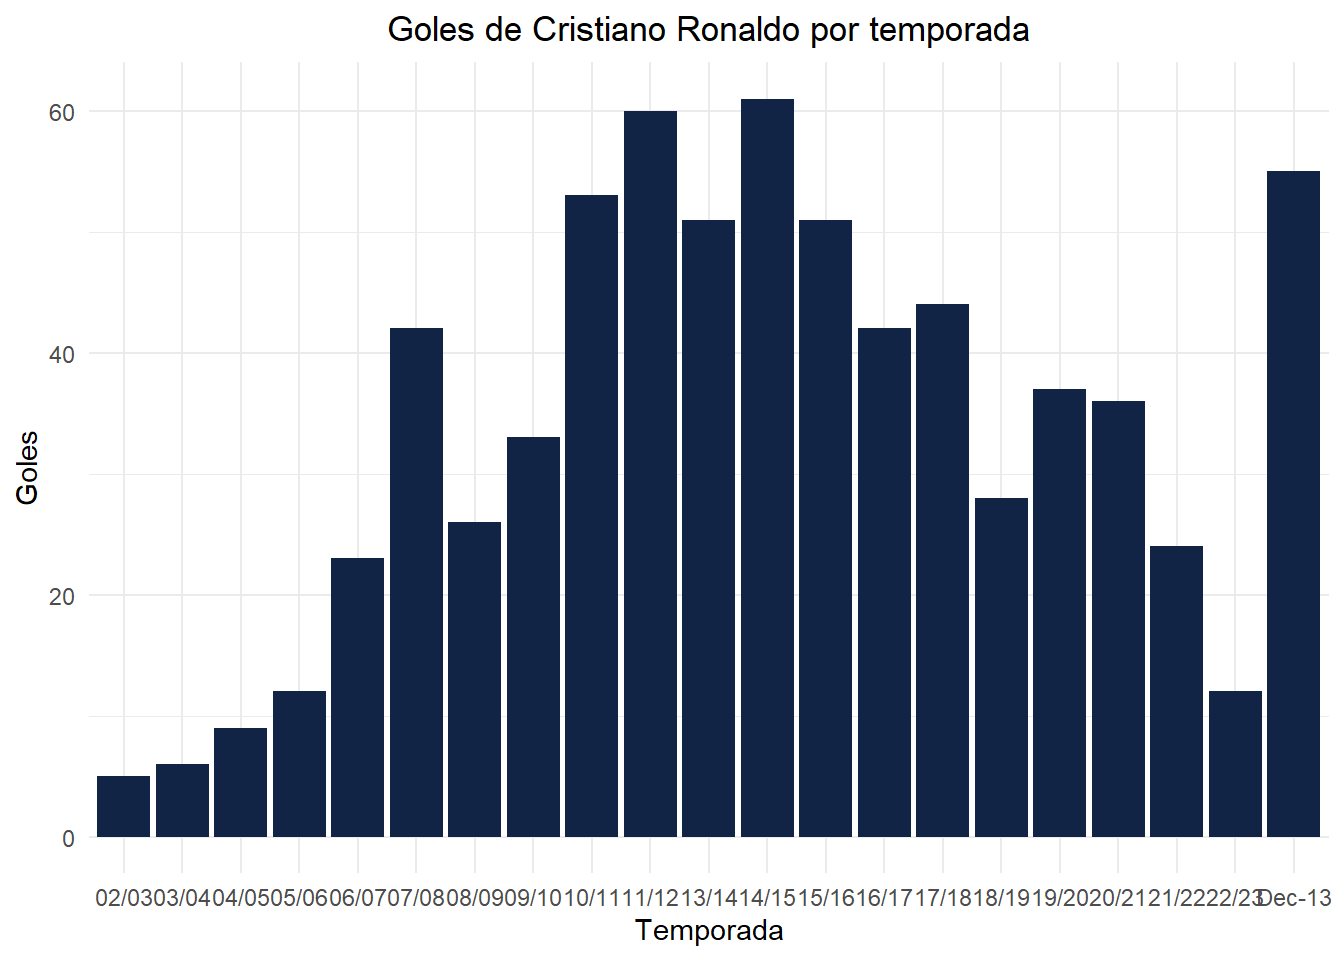 Goles de Cristiano Ronaldo por temporada
60
40
20
0
Goles
02/03 03/04 04/05 05/06 06/07 07/08 08/09 09/10 10/11 11/12 13/14 14/15 15/16 16/17 17/18 18/19 19/20 20/21 21/22 22/23 Dec-13
Temporada